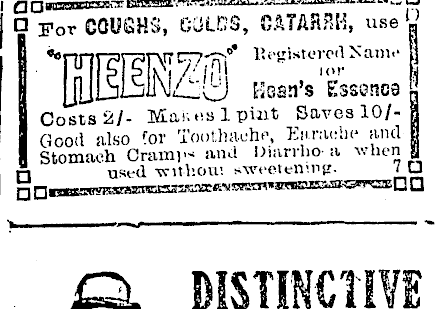 For COUGHS, COLDS, CATARRH, use
"HEENZO"
Registered Name
for
Hean's Essence
Costs 2/- Makes 1 pint Saves 10/-
Good also for Toothache, Earache and
Stomach Cramps and Diarrhoea when
used without sweetening. 7
DISTINCTIVE